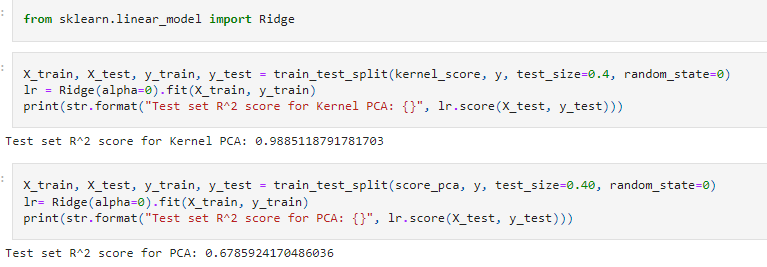 from sklearn.linear_model import Ridge
X_train, X_test, y_train, y_test = train_test_split(kernel_score, y, test_size=0.4, random_state=0)
lr = Ridge(alpha=0).fit(X_train, y_train)
print(str.format("Test set R^2 score for Kernel PCA: {}", lr.score(X_test, y_test)))
Test set R^2 score for Kernel PCA: 0.9885118791781703
X_train, X_test, y_train, y_test = train_test_split(score_pca, y, test_size=0.40, random_state=0)
lr= Ridge(alpha=0).fit(X_train, y_train)
print(str.format("Test set R^2 score for PCA: {}", lr.score(X_test, y_test)))
Test set R^2 score for PCA: 0.6785924170486036